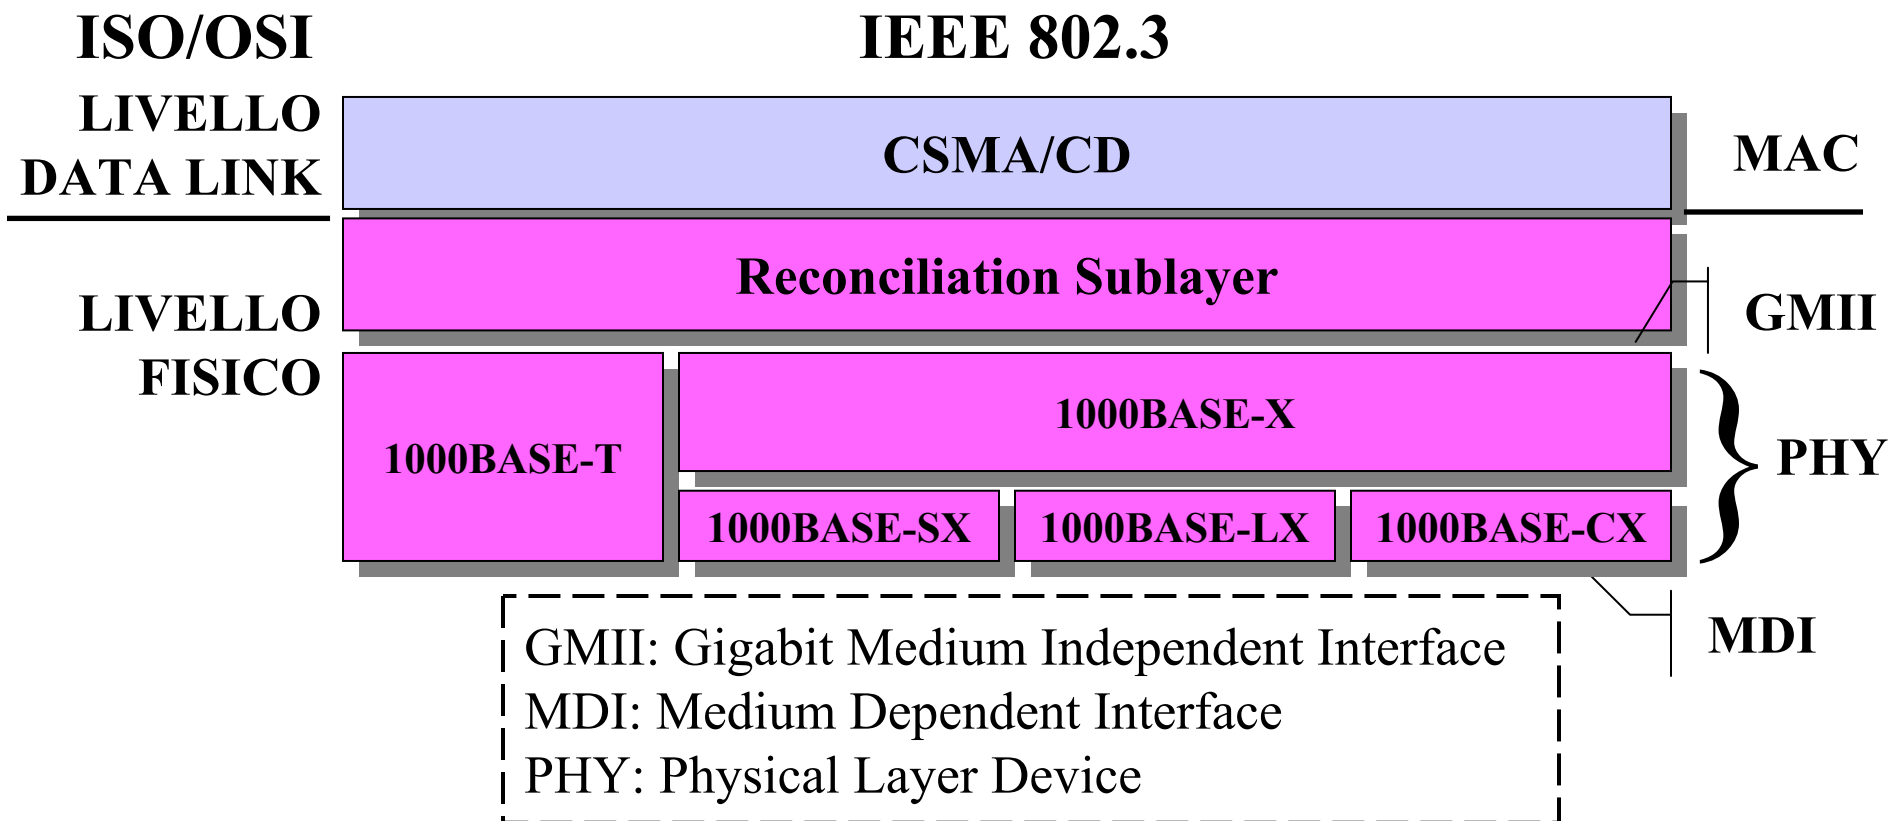 ISO/OSI
IEEE 802.3
LIVELLO
DATA LINK
CSMA/CD
MAC
Reconciliation Sublayer
GMII
LIVELLO
FISICO
1000BASE-T
1000BASE-X
PHY
1000BASE-SX
1000BASE-LX
1000BASE-CX
MDI
GMII: Gigabit Medium Independent Interface
MDI: Medium Dependent Interface
PHY: Physical Layer Device